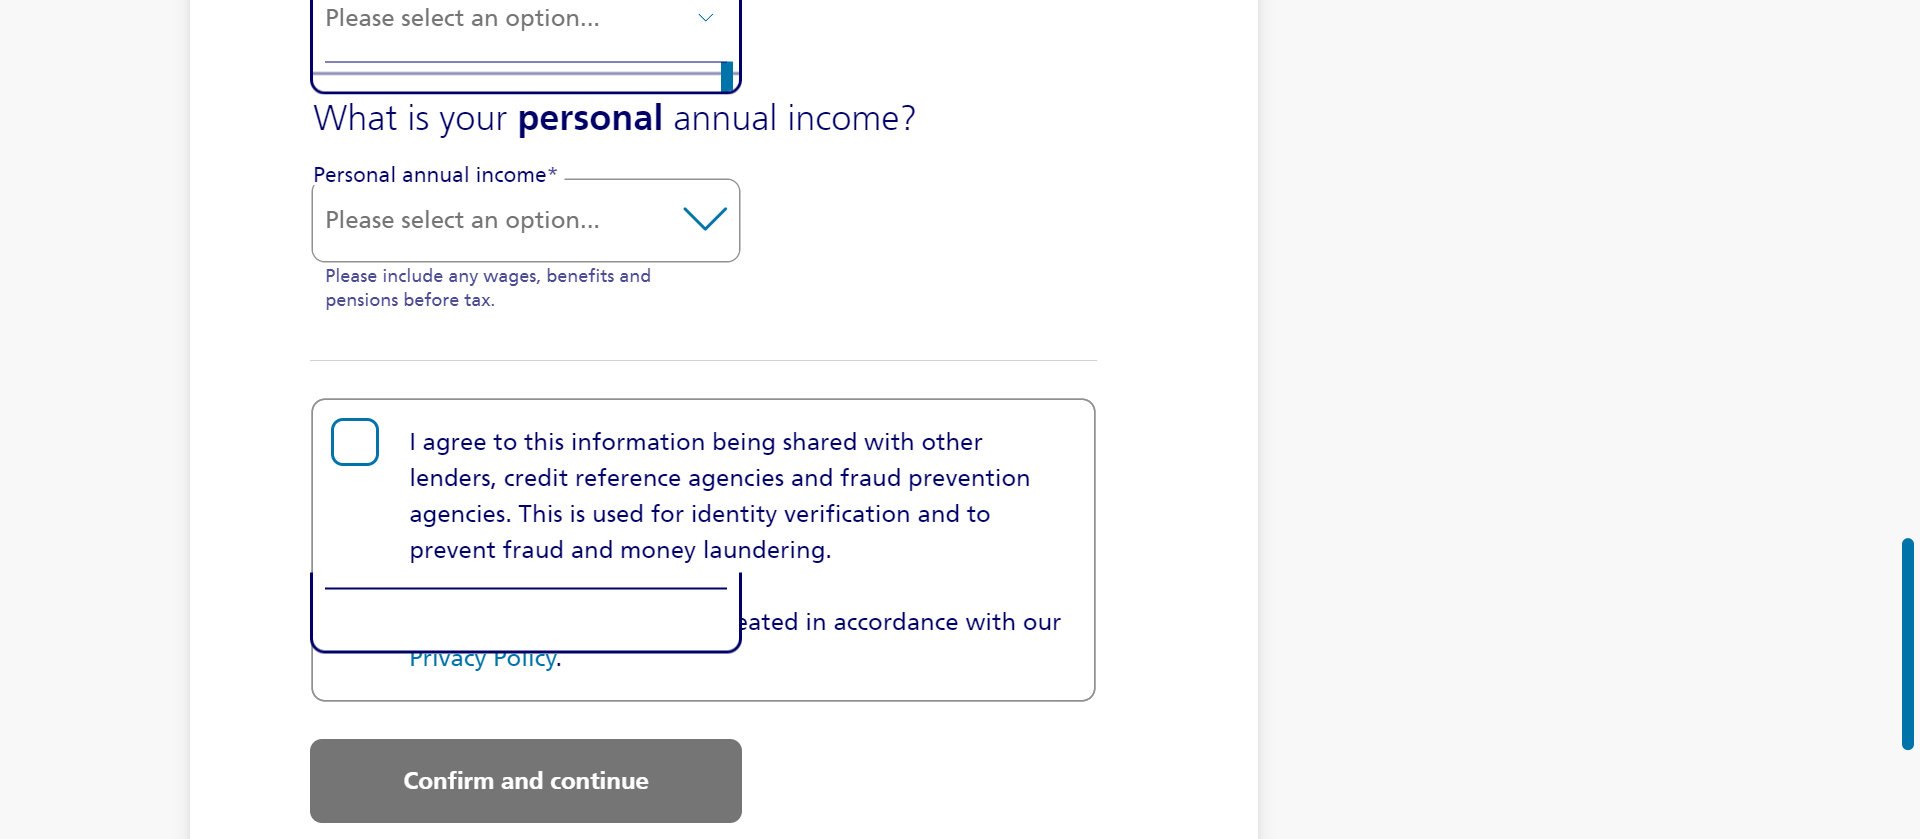 Please select an option...
What is your personal annual income?
Personal annual income*
Please select an option...
Please include any wages, benefits and
pensions before tax.
I agree to this information being shared with other
lenders, credit reference agencies and fraud prevention
agencies. This is used for identity verification and to
prevent fraud and money laundering.
in accordance with our
Privacy Policy.
Confirm and continue